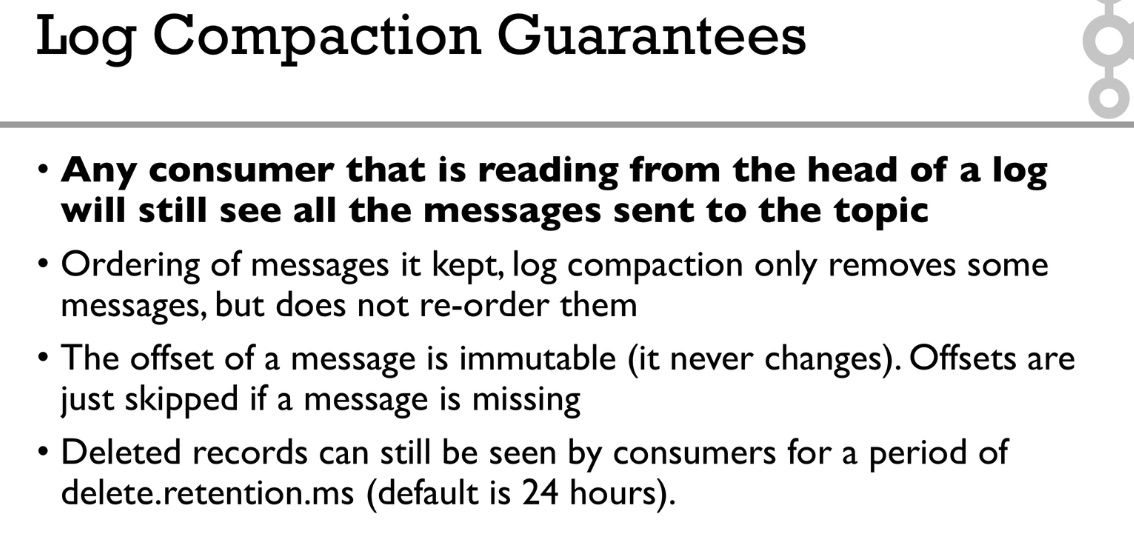 Log Compaction Guarantees
• Any consumer that is reading from the head of a log
will still see all the messages sent to the topic
• Ordering of messages it kept, log compaction only removes some
messages, but does not re-order them
• The offset of a message is immutable (it never changes). Offsets are
just skipped if a message is missing
• Deleted records can still be seen by consumers for a period of
delete.retention.ms (default is 24 hours).